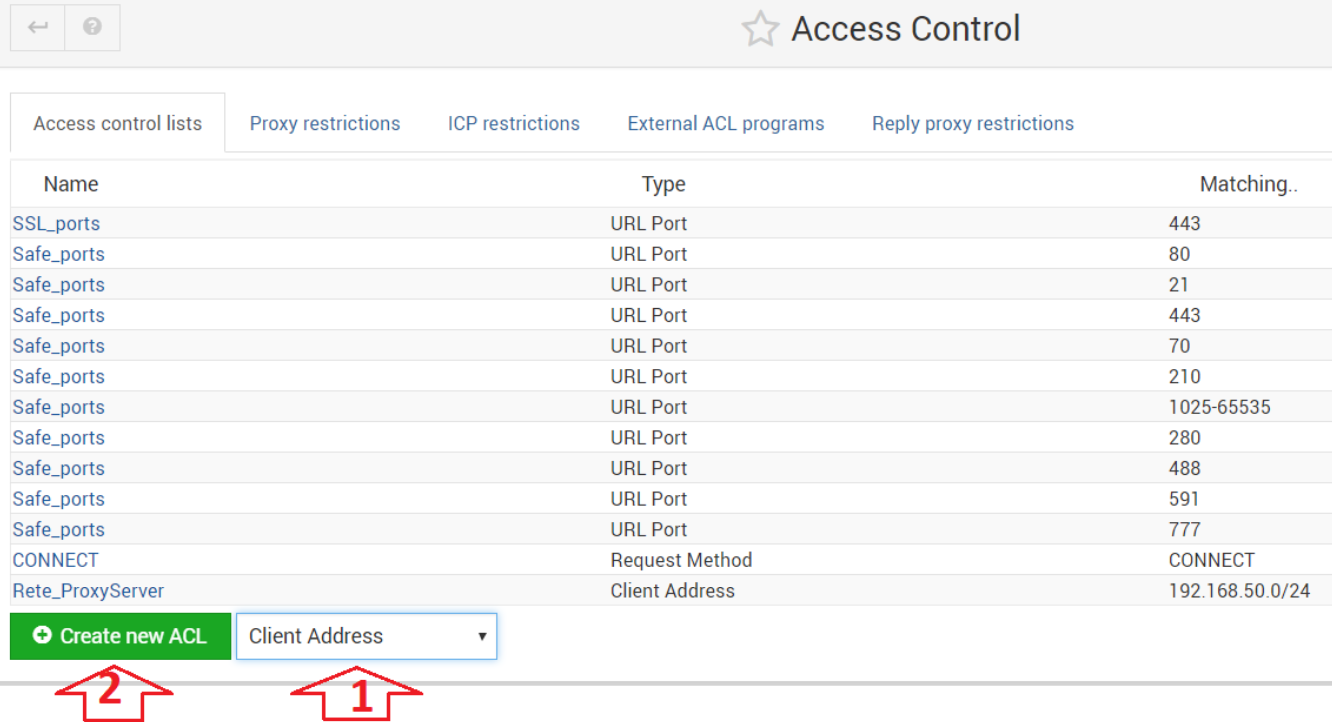 Access Control
Access control lists Proxy restrictions ICP restrictions External ACL programs Reply proxy restrictions
Name Type Matching..
SSL_ports URL Port 443
Safe_ports URL Port 80
Safe_ports URL Port 21
Safe_ports URL Port 443
Safe_ports URL Port 70
Safe_ports URL Port 210
Safe_ports URL Port 1025-65535
Safe_ports URL Port 280
Safe_ports URL Port 488
Safe_ports URL Port 591
Safe_ports URL Port 777
CONNECT Request Method CONNECT
Rete_ProxyServer Client Address 192.168.50.0/24
Create new ACL Client Address
2 1